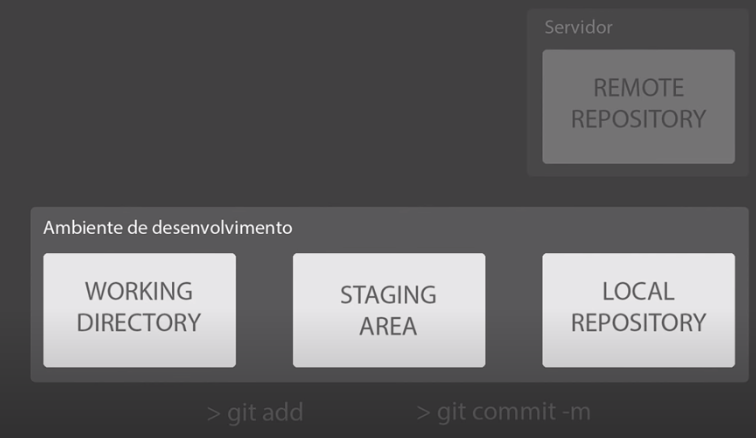 Servidor
REMOTE
REPOSITORY
Ambiente de desenvolvimento
WORKING
DIRECTORY
STAGING
AREA
LOCAL
REPOSITORY
> git add
> git commit -m